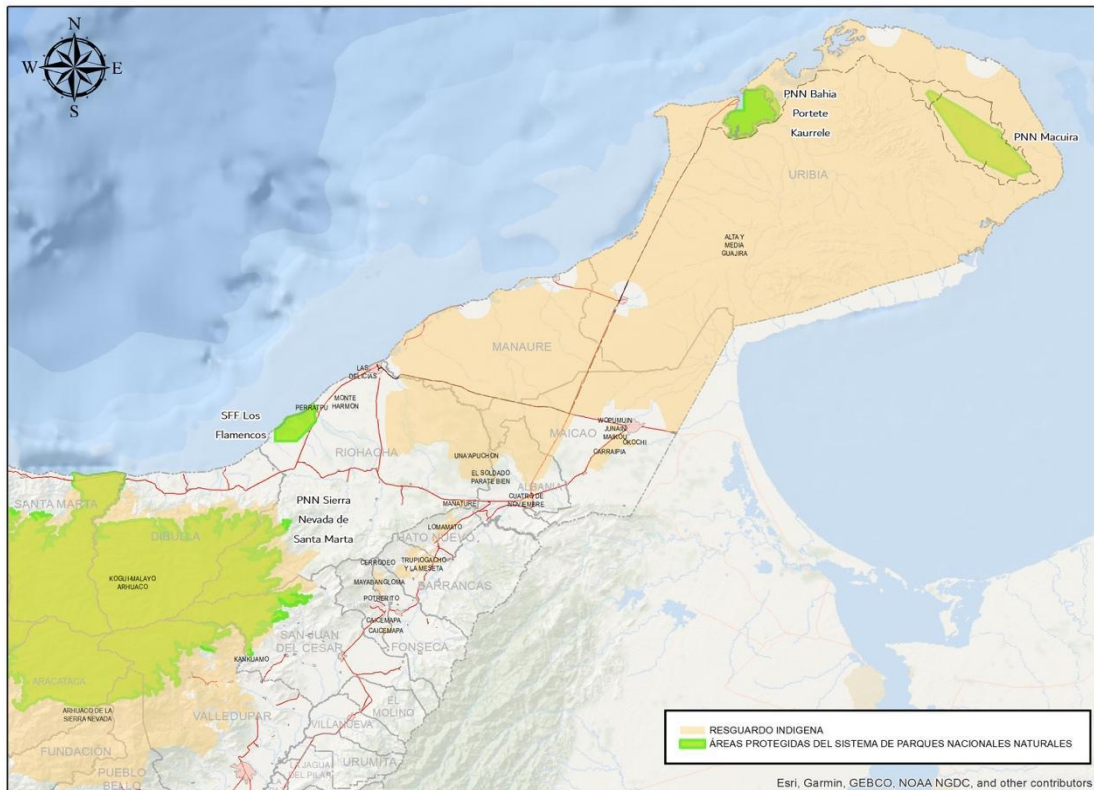 N
W E
S
PNN Bahia
Portete
Kaurrele
PNN Macuira
URIBIA
ALTA Y
MEDIA
GUAJIRA
MANAURE
LAS
DELICIAS
MONTE
HARMON
PERRATPU
SFF Los
Flamencos
WOPUMUIN
JUNAIN
MAIKOU
OKOCHI
MAICAO
CARRAIPIA
RIOHACHA
UNA'APUCHON
EL SOLDADO
PARATE BIEN
ALBANIA
CUATRO DE
NOVIEMBRE
MANATURE
SANTA MARTA
PNN Sierra
Nevada de
Santa Marta
DIBULLA
LOMAMATO
HATO NUEVO
CERRODEO
TRUPIOGACHO
Y LA MESETA
KOGUI-MALAYO
ARHUACO
MAYABANGLOMA
BARRANCAS
POTRERITO
CAICEMAPA
CAICEMAPA
SAN JUAN
DEL CESAR
FONSECA
KANKUAMO
ARACATACA
ARHUACO DE LA
SIERRA NEVADA
VALLEDUPAR
EL
MOLINO
VILLANUEVA
FUNDACIÓN
PUEBLO
BELLO
LA JAGUA
DEL PILAR
URUMITA
RESGUARDO INDIGENA
ÁREAS PROTEGIDAS DEL SISTEMA DE PARQUES NACIONALES NATURALES
Esri, Garmin, GEBCO, NOAA NGDC, and other contributors